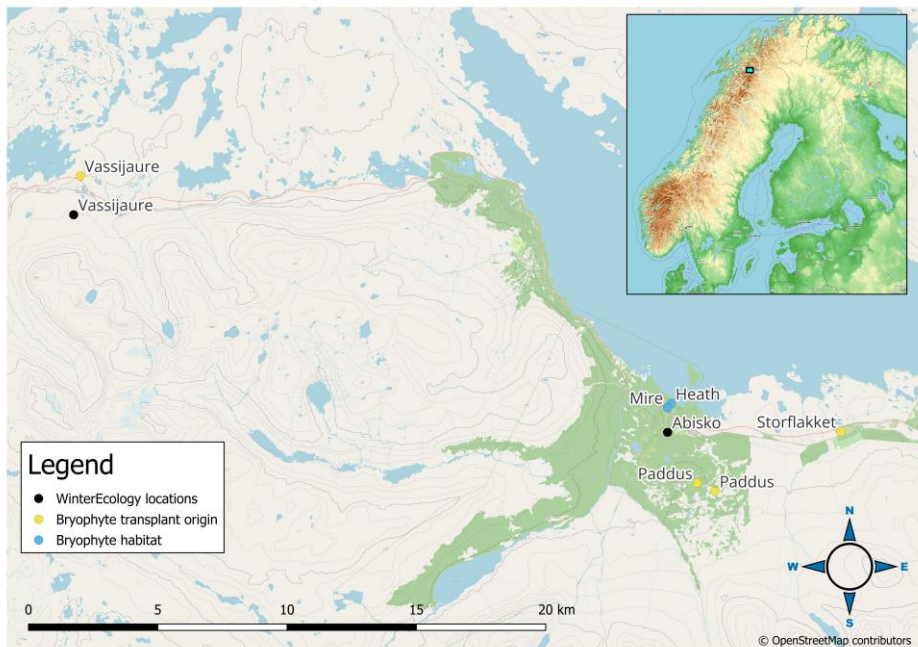 Vassijaure
Vassijaure
Mire
Heath
Abisko
Storflakket
Paddus
Paddus
Legend
WinterEcology locations
Bryophyte transplant origin
Bryophyte habitat
0 5 10 15 20 km
N
W E
S
© OpenStreetMap contributors